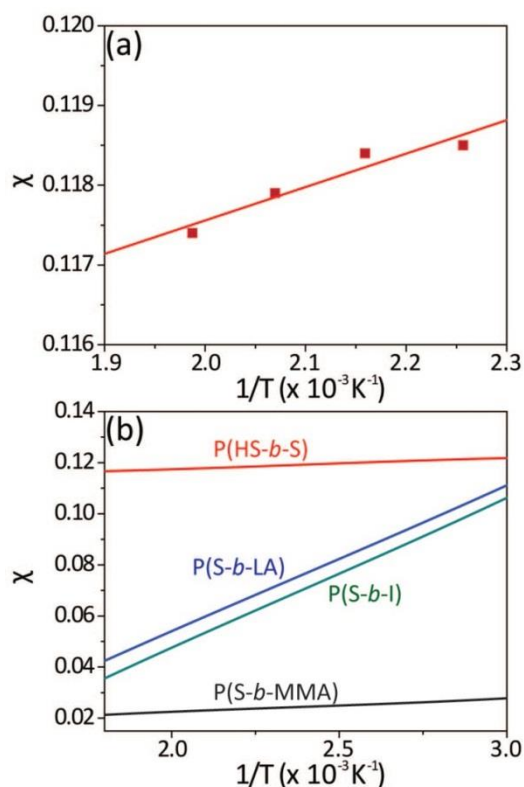 (a)
0.120
0.119
0.118
0.117
0.116
χ
1.9 2.0 2.1 2.2 2.3
1/T (x 10⁻³ K⁻¹)
(b)
0.14
0.12
0.10
0.08
0.06
0.04
0.02
χ
P(HS-b-S)
P(S-b-LA)
P(S-b-I)
P(S-b-MMA)
2.0 2.5 3.0
1/T (x 10⁻³ K⁻¹)